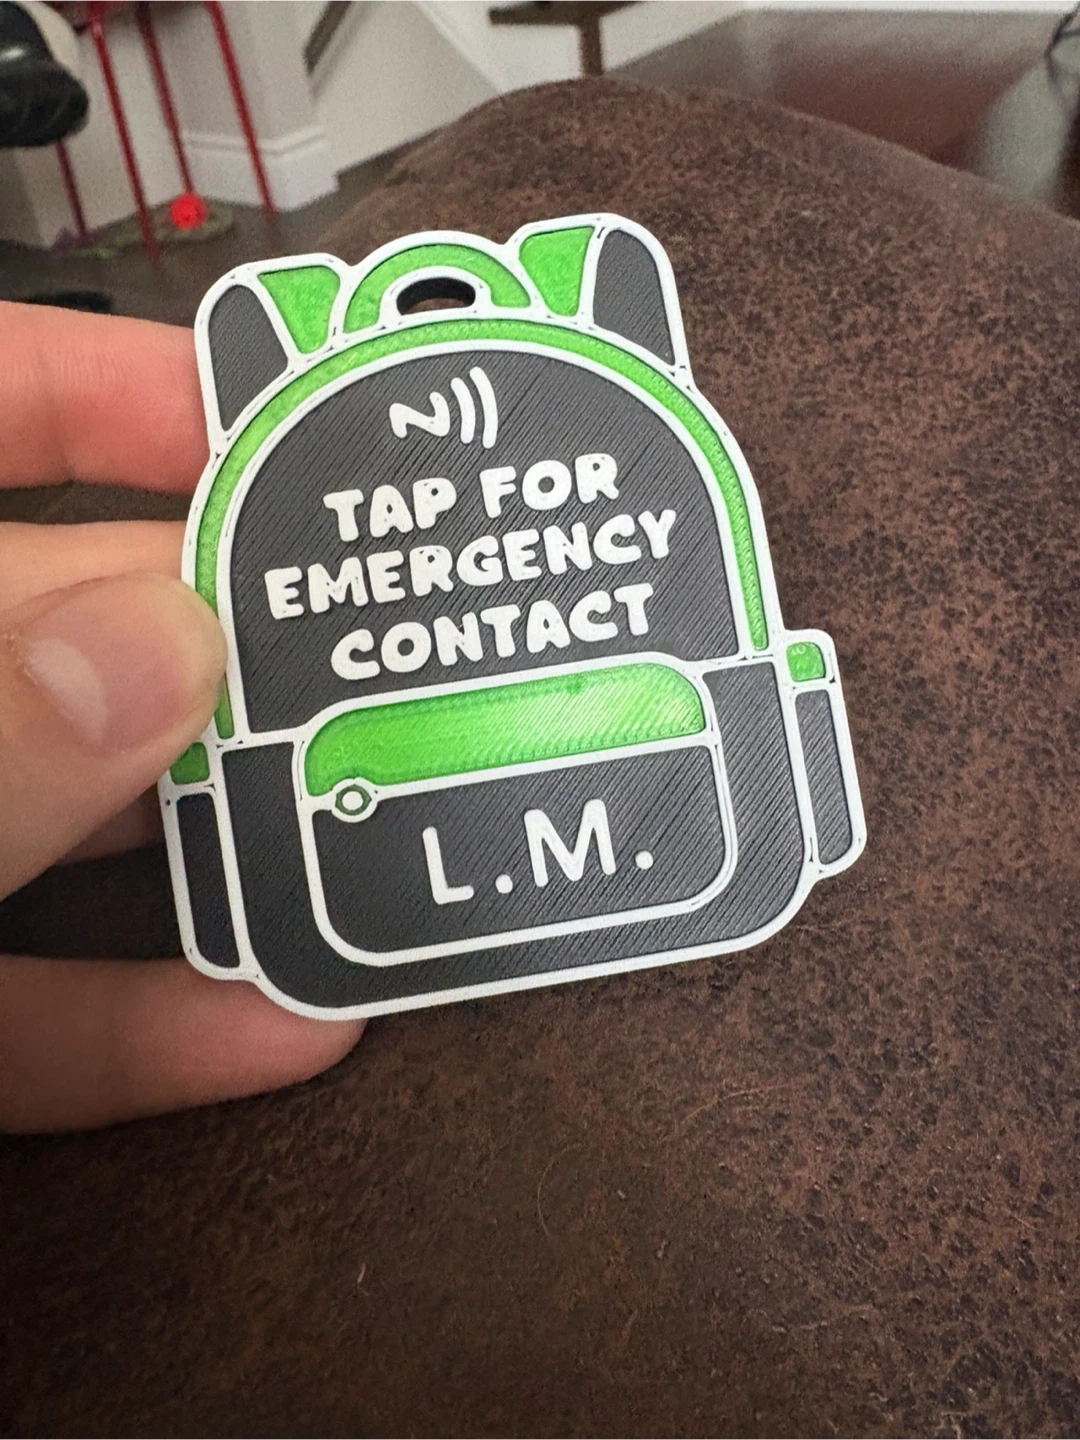 N
TAP FOR
EMERGENCY
CONTACT
L.M.